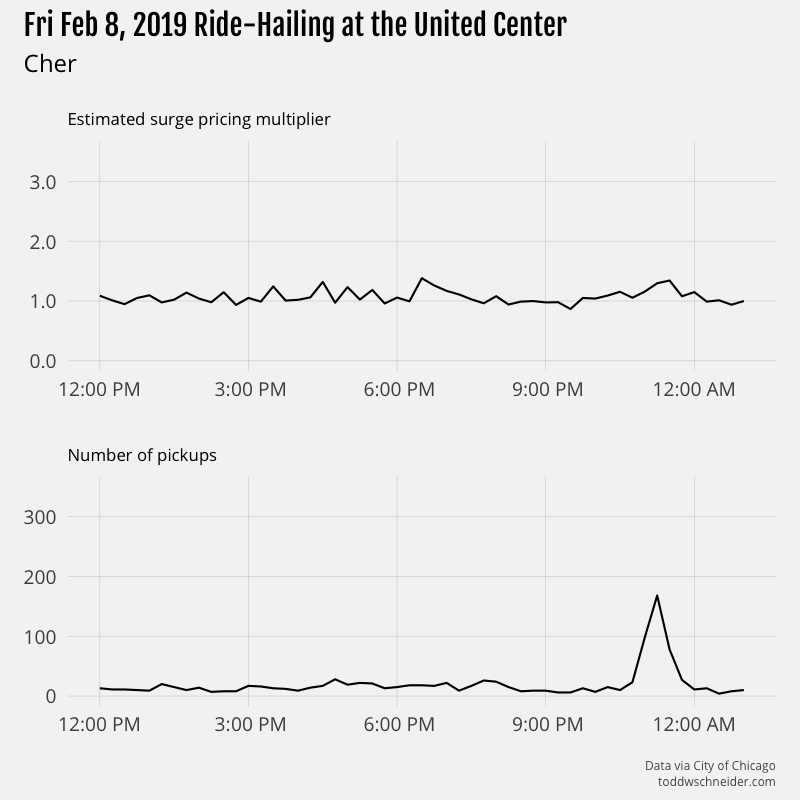 Fri Feb 8, 2019 Ride-Hailing at the United Center
Cher
Estimated surge pricing multiplier
3.0
2.0
1.0
0.0
12:00 PM 3:00 PM 6:00 PM 9:00 PM 12:00 AM
Number of pickups
300
200
100
0
12:00 PM 3:00 PM 6:00 PM 9:00 PM 12:00 AM
Data via City of Chicago
toddwschneider.com